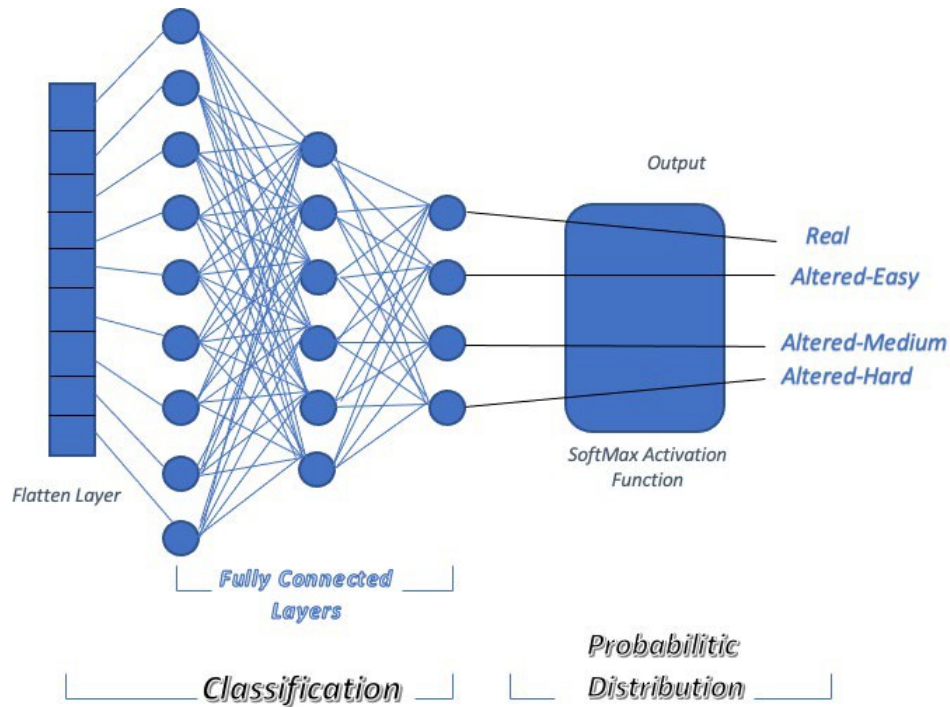 Output
Real
Altered-Easy
Altered-Medium
Altered-Hard
SoftMax Activation
Function
Flatten Layer
Fully Connected
Layers
Classification
Probabilitic
Distribution